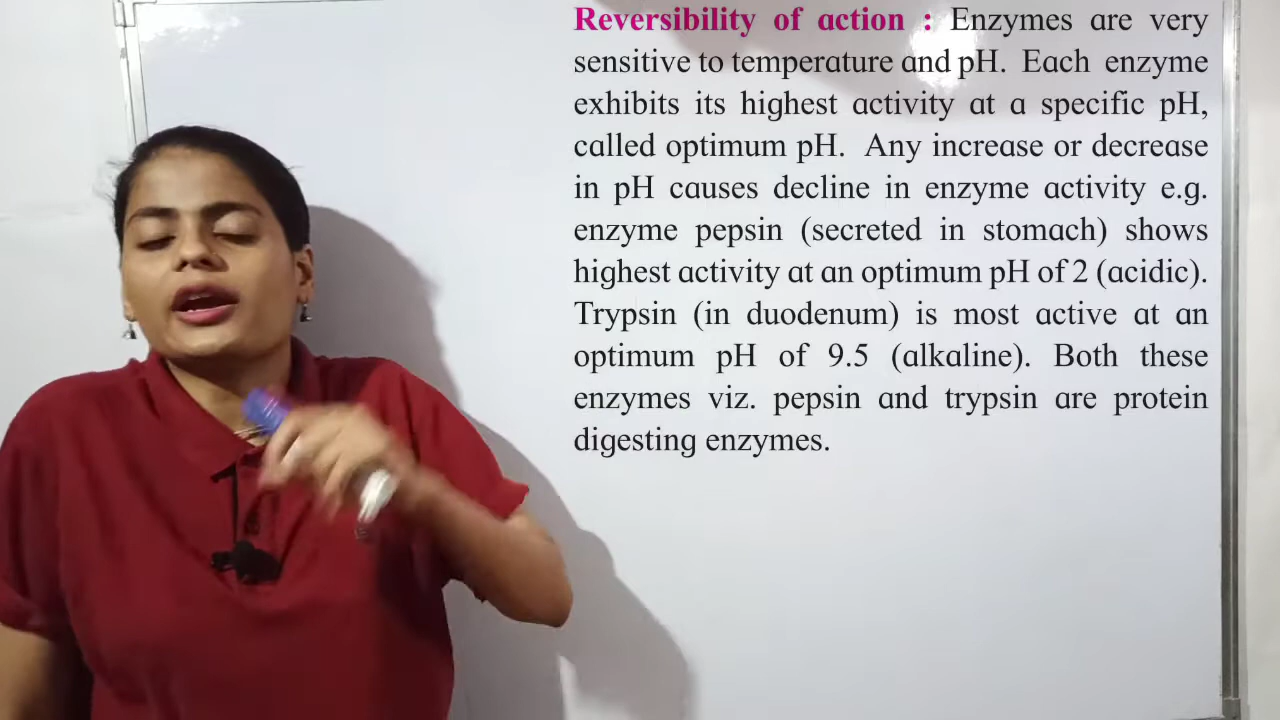 Reversibility of action : Enzymes are very
sensitive to temperature and pH. Each enzyme
exhibits its highest activity at a specific pH,
called optimum pH. Any increase or decrease
in pH causes decline in enzyme activity e.g.
enzyme pepsin (secreted in stomach) shows
highest activity at an optimum pH of 2 (acidic).
Trypsin (in duodenum) is most active at an
optimum pH of 9.5 (alkaline). Both these
enzymes viz. pepsin and trypsin are protein
digesting enzymes.